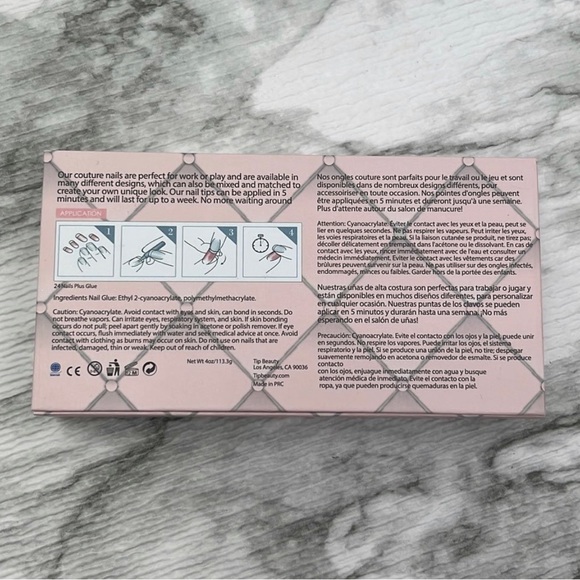 Our couture nails are perfect for work or play and are available in
many different designs, which can also be mixed and matched to
create your own unique look. Our nail tips can be applied in 5
minutes and will last for up to a week. No more waiting around
APPLICATION
1 2 3 4
24 Nails Plus Glue
Ingredients Nail Glue: Ethyl 2-cyanoacrylate, polymethylmethacrylate.
Caution: Cyanoacrylate. Avoid contact with eyes and skin, can bond in seconds. Do
not breathe vapors. Can irritate eyes, respiratory system, and skin. If skin bonding
occurs do not pull; peel apart gently by soaking in acetone or polish removal. If eye
contact occurs, flush immediately with water and seek medical advice at once. Avoid
contact with clothing as burns may occur on skin. Do not use on nails that are
infected, damaged, thin or weak. Keep out of reach of children.
CE
Net Wt 4oz/113.3g
Tip Beauty
Los Angeles, CA 90036
Tipbeauty.com
Made in PRC
Nos ongles couture sont parfaits pour le travail ou le jeu et sont
disponibles dans de nombreux designs différents, pour
accessoiriser en toute occasion. Nos pointes d'ongles peuvent
être appliquées en 5 minutes et dureront jusqu'à une semaine.
Plus d'attente autour du salon de manucure!
Attention: Cyanoacrylate. Eviter le contact avec les yeux et la peau, peut se
lier en quelques secondes. Ne pas respirer les vapeurs. Peut irriter les yeux,
les voies respiratoires et la peau. Si la liaison cutanée se produit, ne tirez pas;
décoller délicatement en trempant dans l'acétone ou le dissolvant. En cas de
contact avec les yeux, rincer immédiatement avec de l'eau et consulter un
médecin immédiatement. Eviter le contact avec les vêtements car des
brûlures peuvent survenir sur la peau. Ne pas utiliser sur des ongles infectés,
endommagés, minces ou faibles. Garder hors de la portée des enfants.
Nuestras uñas de alta costura son perfectas para trabajar o jugar y
están disponibles en muchos diseños diferentes, para personalizar
en cualquier ocasión. Nuestras puntas de los clavos se pueden
aplicar en 5 minutos y durarán hasta una semana. ¡No más
esperando en el salón de uñas!
Precaución: Cyanoacrylate. Evite el contacto con los ojos y la piel, puede unir
en segundos. No respire los vapores. Puede irritar los ojos, el sistema
respiratorio y la piel. Si se produce una unión de la piel, no tire; despegar
suavemente remojando en acetona o removedor de esmalte. Si se produce
contacto
con los ojos, enjuague inmediatamente con agua y busque
atención médica de inmediato. Evite el contacto con la
ropa, ya que pueden producirse quemaduras en la piel.